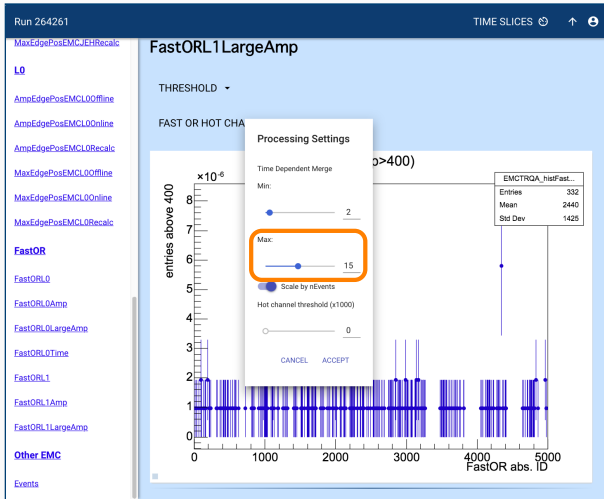 Run 264261
TIME SLICES
MaxEdgePosEMCJEHRecalc
L0
AmpEdgePosEMCL0Offline
AmpEdgePosEMCL0Online
AmpEdgePosEMCL0Recalc
MaxEdgePosEMCL0Offline
MaxEdgePosEMCL0Online
MaxEdgePosEMCL0Recalc
FastOR
FastORL0
FastORL0Amp
FastORL0LargeAmp
FastORL0Time
FastORL1
FastORL1Amp
FastORL1LargeAmp
Other EMC
Events
FastORL1LargeAmp
THRESHOLD
FAST OR HOT CHA
Processing Settings
Time Dependent Merge
Min:
2
Max:
15
Scale by nEvents
Hot channel threshold (x1000)
0
CANCEL ACCEPT
p>400)
×10⁻⁶
EMCTRQA_histFast...
Entries 332
Mean 2440
Std Dev 1425
entries above 400
8
7
6
5
4
3
2
1
0
0 1000 2000 3000 4000 5000
FastOR abs. ID